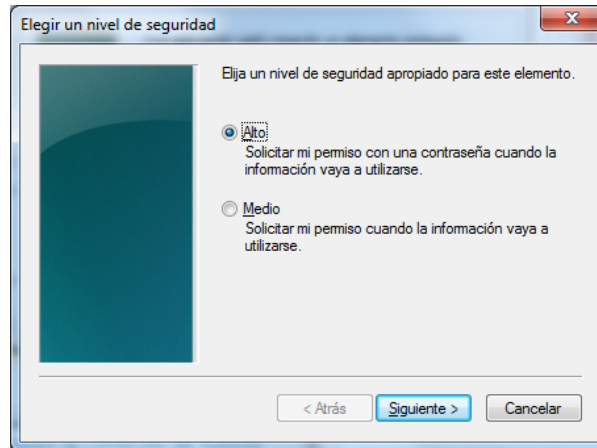 Elegir un nivel de seguridad
Elija un nivel de seguridad apropiado para este elemento.
Alto
Solicitar mi permiso con una contraseña cuando la
información vaya a utilizarse.
Medio
Solicitar mi permiso cuando la información vaya a
utilizarse.
< Atrás
Siguiente >
Cancelar